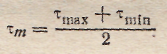 τm = (τmax + τmin) / 2